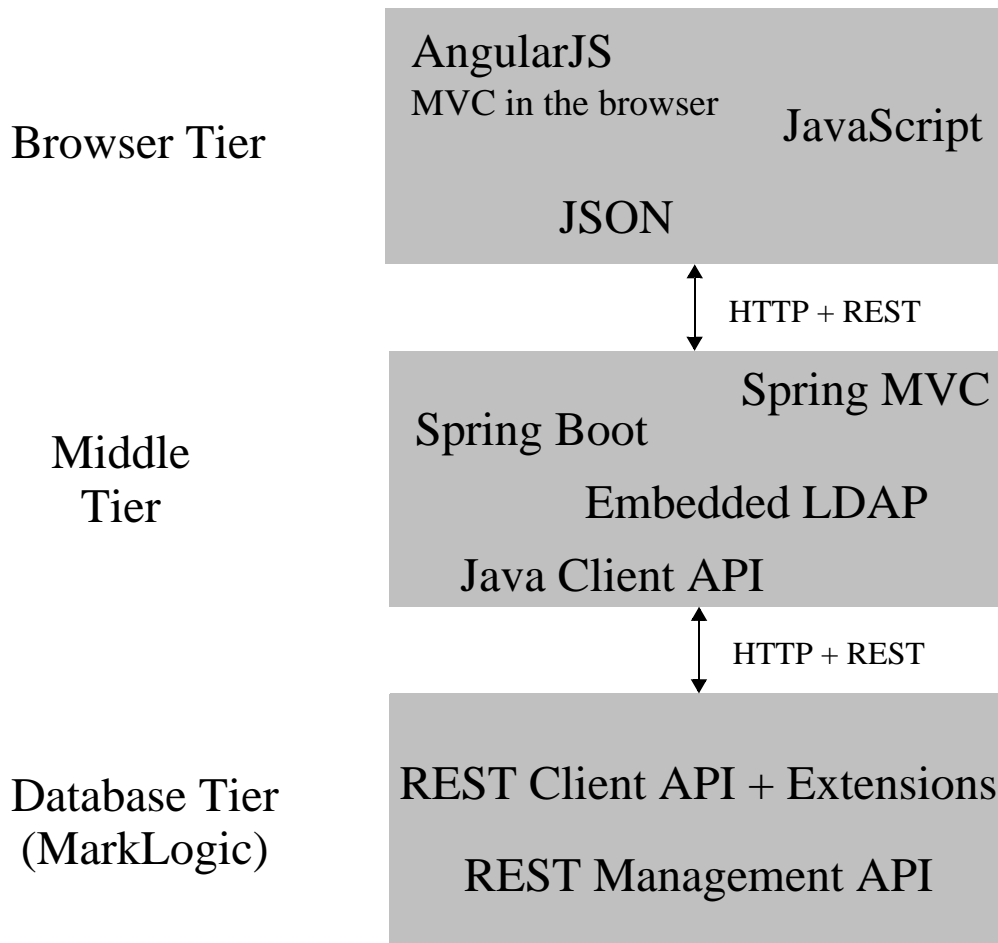 AngularJS
MVC in the browser
Browser Tier
JavaScript
JSON
HTTP + REST
Spring MVC
Spring Boot
Middle
Tier
Embedded LDAP
Java Client API
HTTP + REST
Database Tier
(MarkLogic)
REST Client API + Extensions
REST Management API